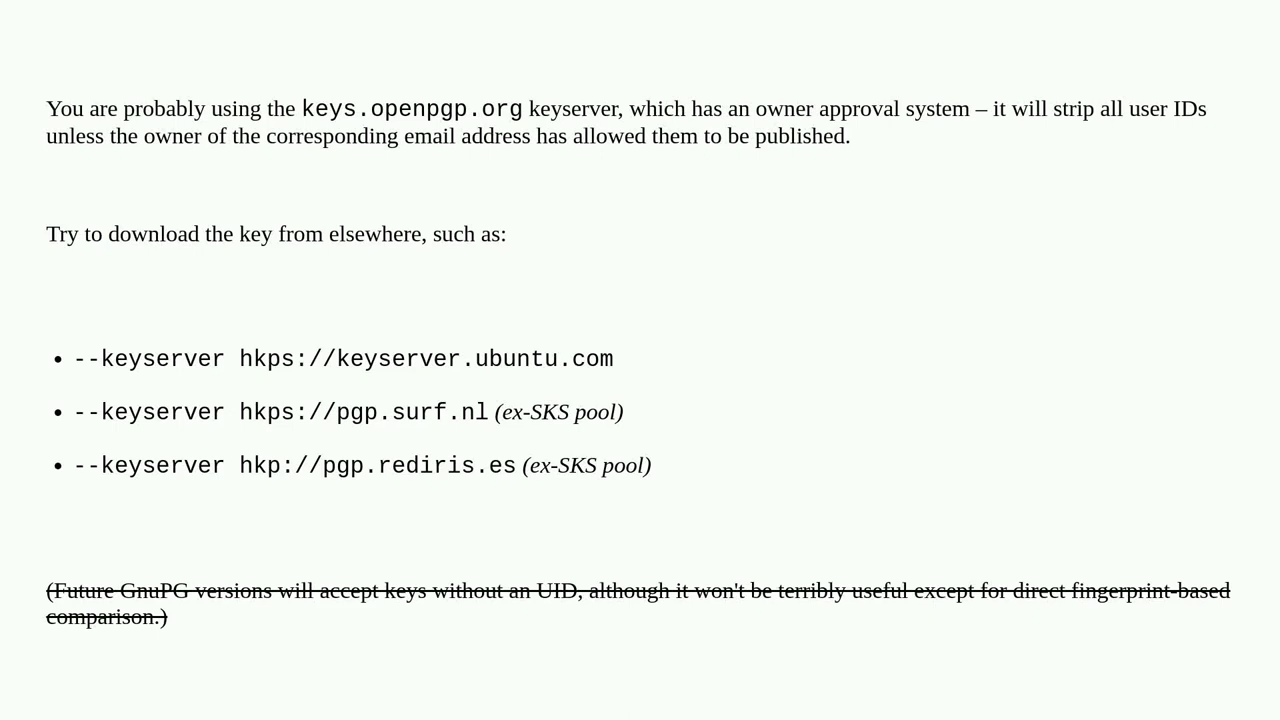 You are probably using the keys.openpgp.org keyserver, which has an owner approval system – it will strip all user IDs
unless the owner of the corresponding email address has allowed them to be published.
Try to download the key from elsewhere, such as:
• --keyserver hkps://keyserver.ubuntu.com
• --keyserver hkps://pgp.surf.nl (ex-SKS pool)
• --keyserver hkp://pgp.rediris.es (ex-SKS pool)
(Future GnuPG versions will accept keys without an UID, although it won't be terribly useful except for direct fingerprint-based
comparison.)